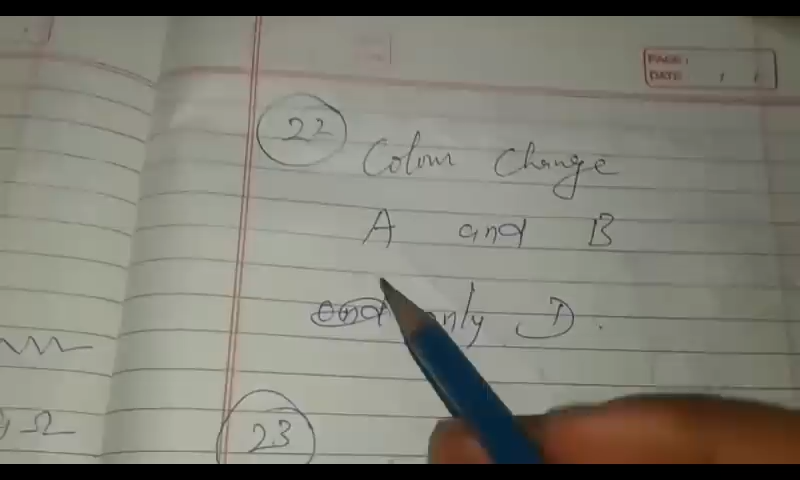 PAGE:
DATE / /
22
Colour Change
A and B
only D.
Ω
23